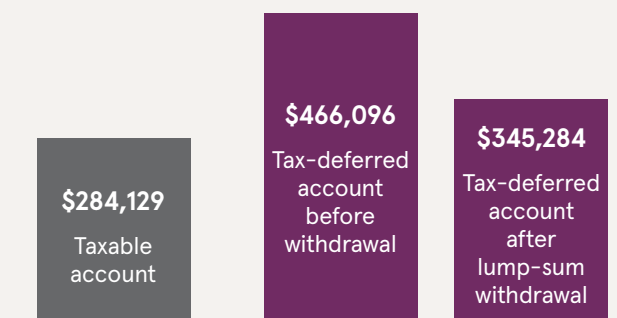 $284,129
Taxable
account
$466,096
Tax-deferred
account
before
withdrawal
$345,284
Tax-deferred
account
after
lump-sum
withdrawal